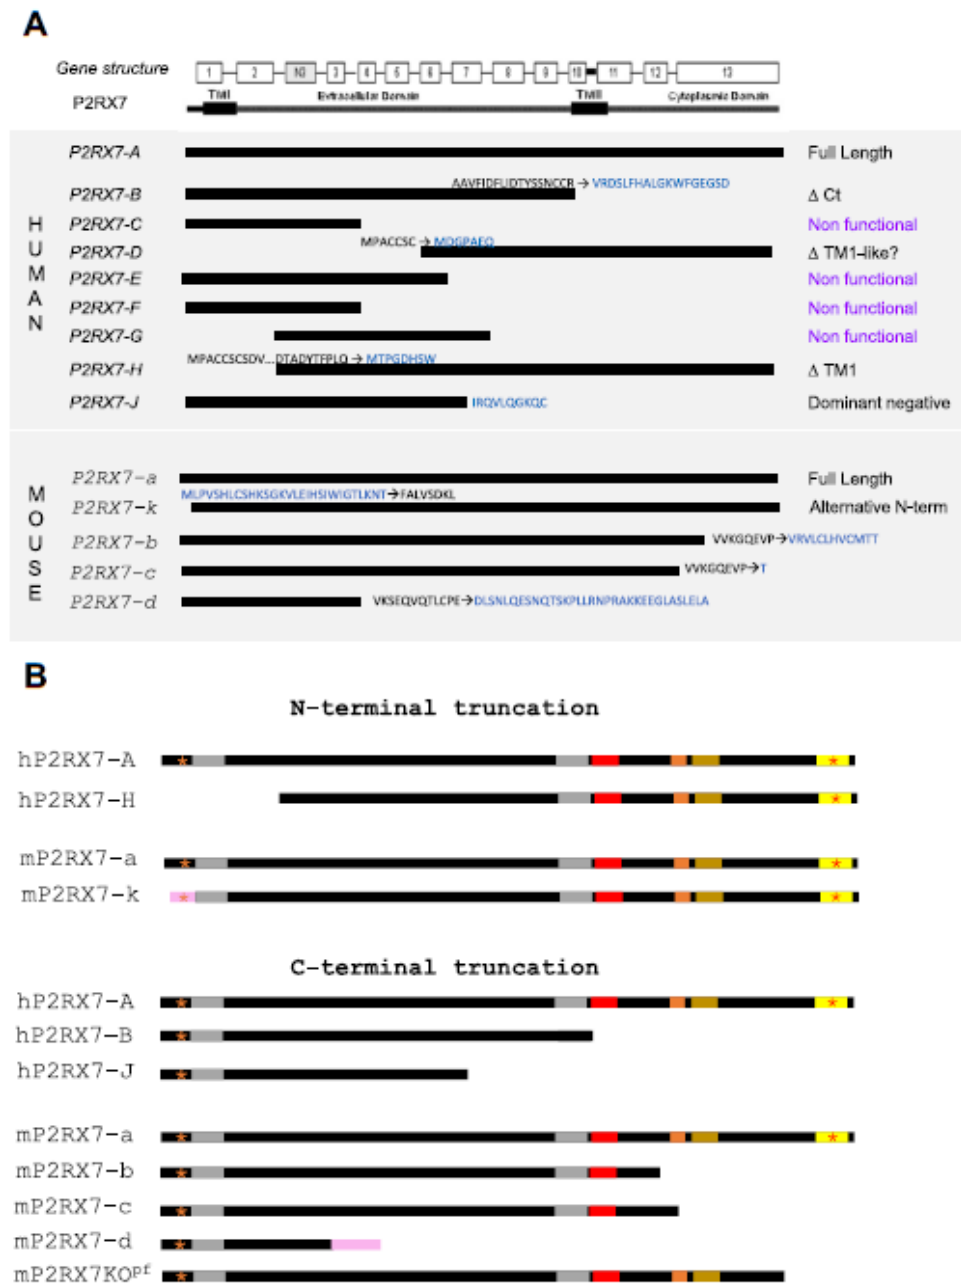 A
Gene structure 1 2 N3 3 4 5 6 7 8 9 10 11 12 13
P2RX7 TMI Extracellular Domain TMII Cytoplasmic Domain
HUMAN
P2RX7-A Full Length
AAVFIDFLIDTYSSNCCR → VRDSLFHALGKWFGEGSD
P2RX7-B Δ Ct
P2RX7-C Non functional
MPACCSC → MDGPAEQ
P2RX7-D Δ TM1-like?
P2RX7-E Non functional
P2RX7-F Non functional
P2RX7-G Non functional
MPACCSCSDV...DTADYTFPLQ → MTPGDHSW
P2RX7-H Δ TM1
P2RX7-J IRQVLQGKQC Dominant negative
MOUSE
P2RX7-a Full Length
MLPVSHLCSHKSGKVLEIHSIWIGTLKNT→FALVSDKL
P2RX7-k Alternative N-term
P2RX7-b VVKGQEVP→VRVLCLHVCMTT
P2RX7-c VVKGQEVP→T
P2RX7-d VKSEQVQTLCPE→DLSNLQESNQTSKPLLRNPRAKKEEGLASLELA
B
N-terminal truncation
hP2RX7-A
hP2RX7-H
mP2RX7-a
mP2RX7-k
C-terminal truncation
hP2RX7-A
hP2RX7-B
hP2RX7-J
mP2RX7-a
mP2RX7-b
mP2RX7-c
mP2RX7-d
mP2RX7KOpf